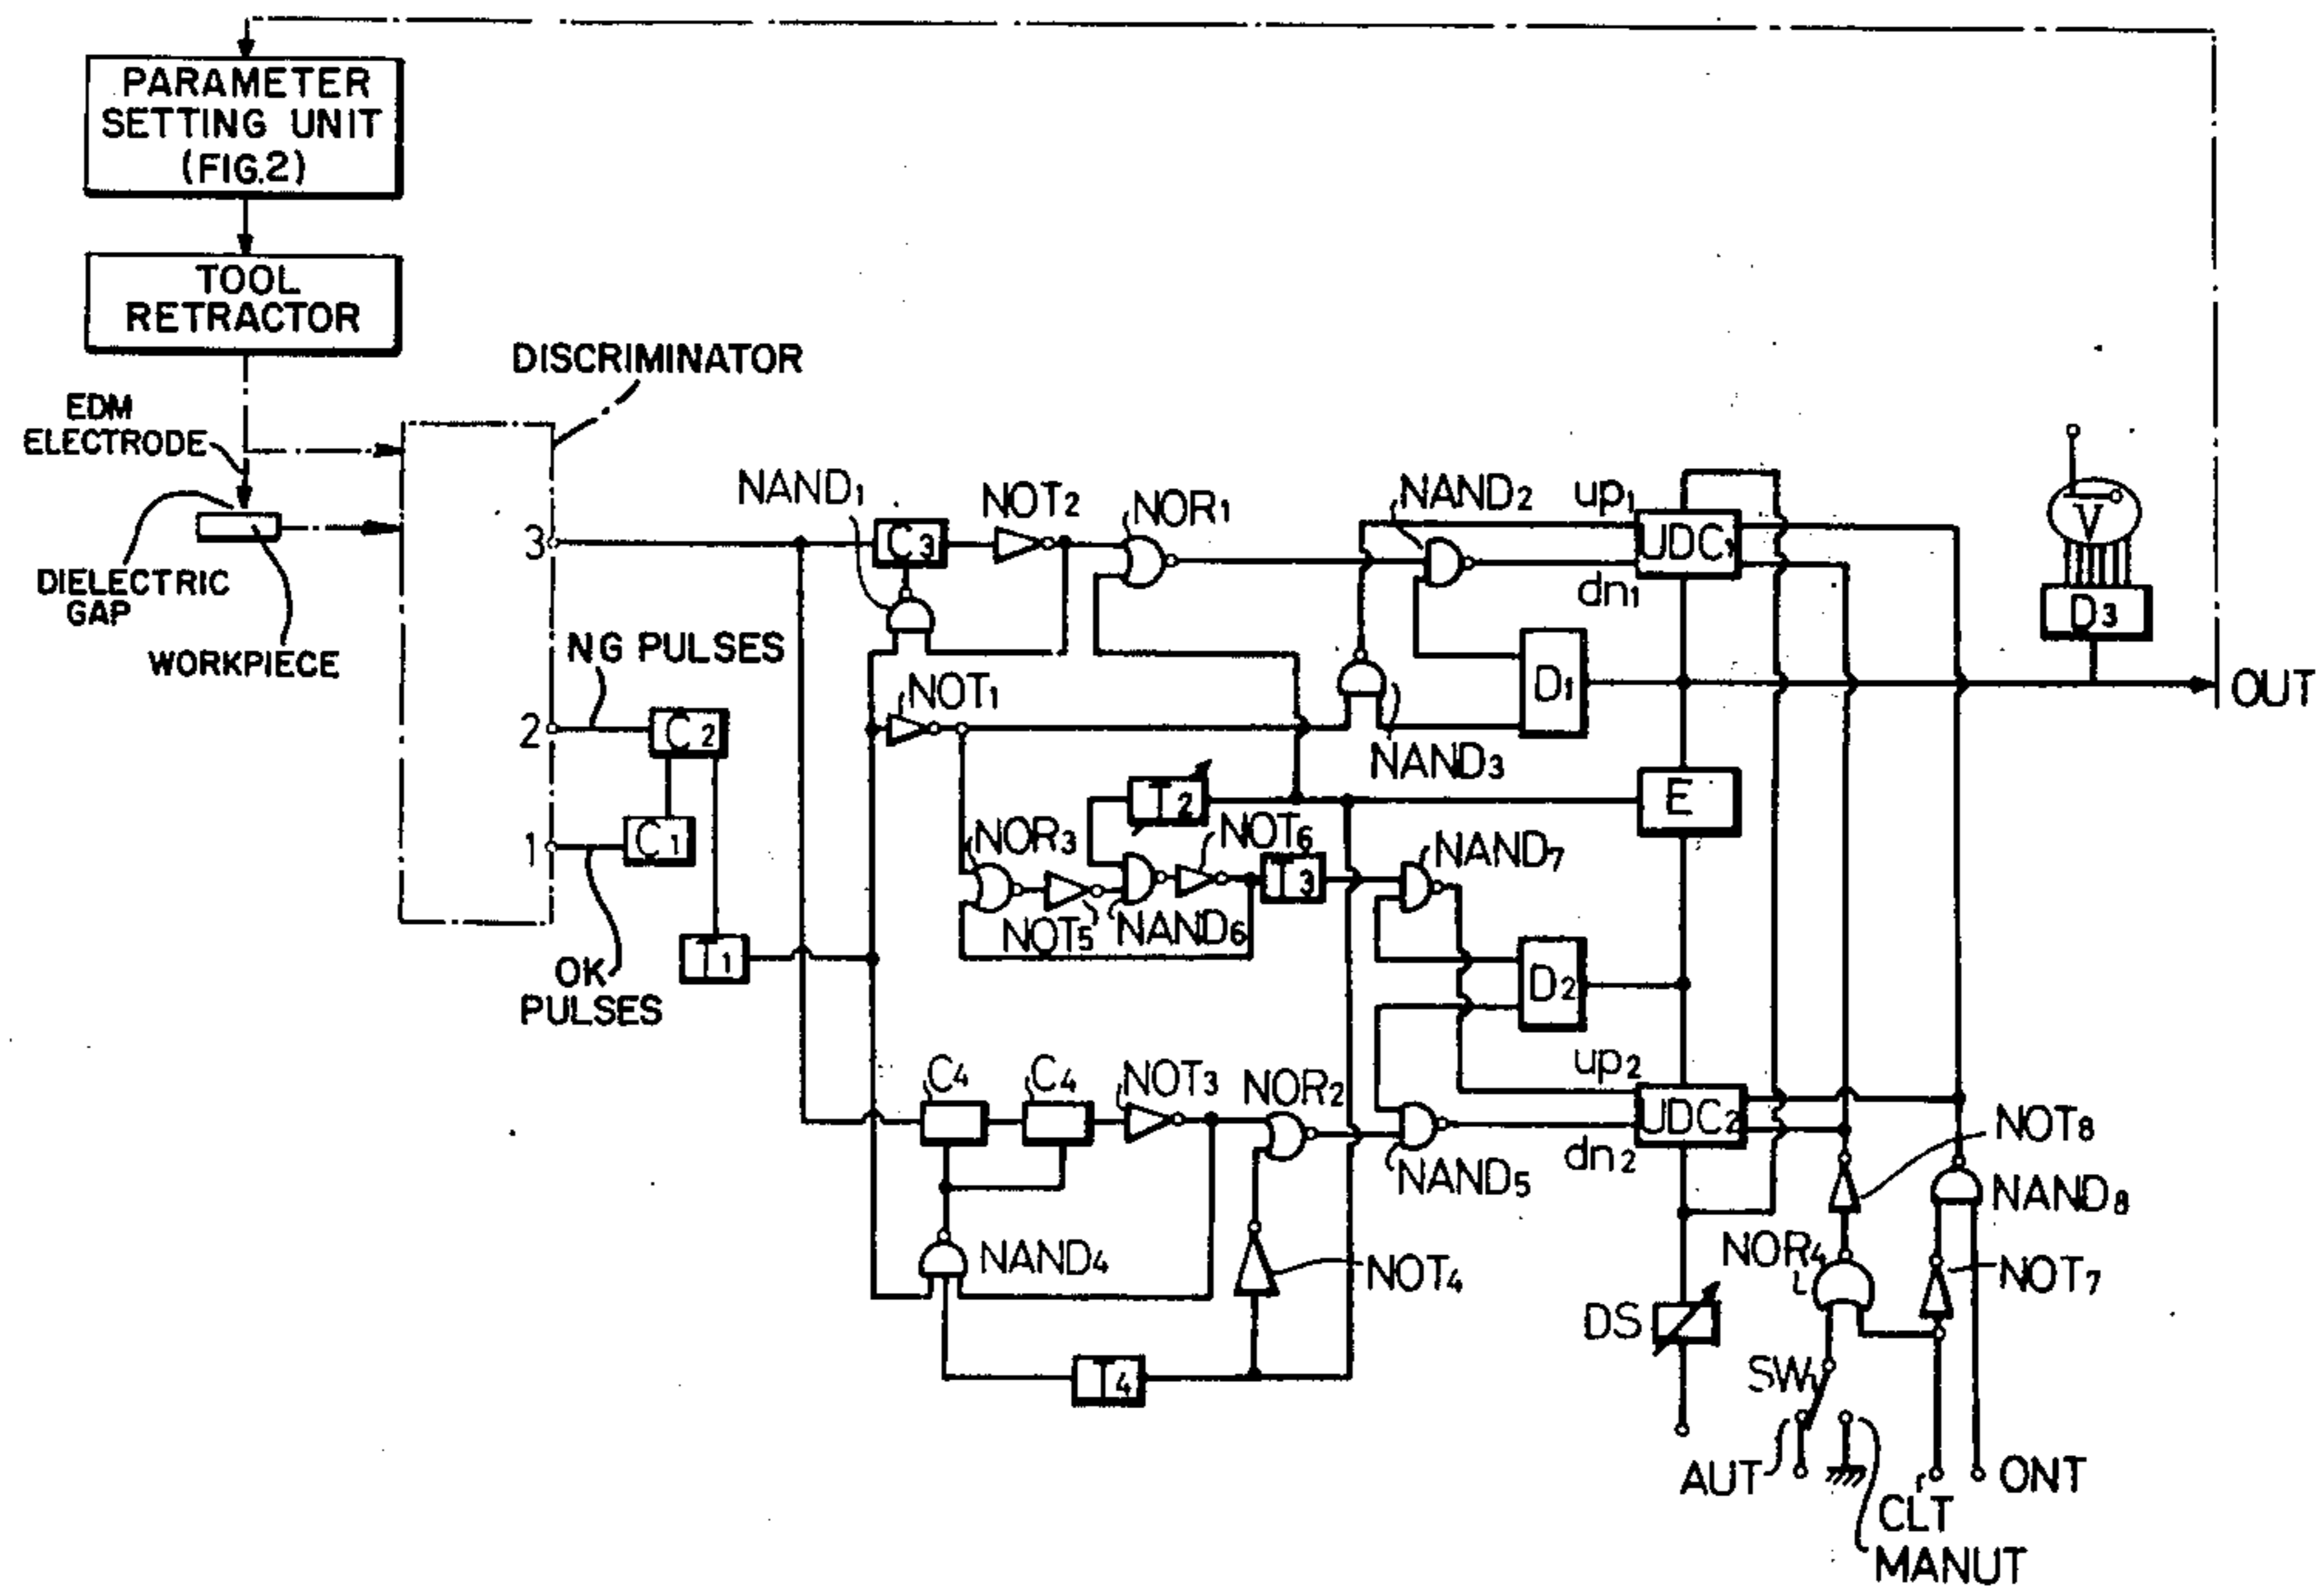 PARAMETER
SETTING UNIT
(FIG.2)
TOOL
RETRACTOR
EDM
ELECTRODE
DIELECTRIC
GAP
WORKPIECE
DISCRIMINATOR
3
2
1
NG PULSES
OK
PULSES
C1
C2
T1
NAND1
C3
NOT2
NOR1
NAND2
up1
UDC1
dn1
V
D3
OUT
NOT1
NAND3
D1
T2
E
NOR3
NOT5
NAND6
NOT6
T3
NAND7
D2
C4
C4
NOT3
NOR2
NAND5
up2
UDC2
dn2
NAND4
NOT4
T4
NOT8
NAND8
NOR4
NOT7
DS
SW1
AUT
CLT
ONT
MANUT